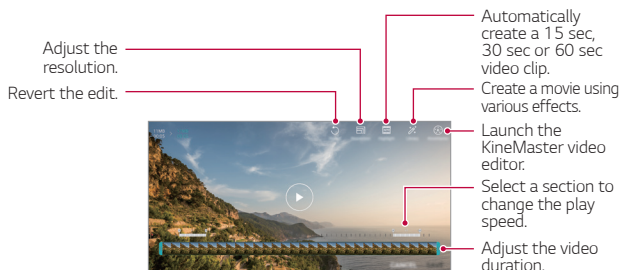 Adjust the
resolution.
Revert the edit.
Automatically
create a 15 sec,
30 sec or 60 sec
video clip.
Create a movie using
various effects.
Launch the
KineMaster video
editor.
Select a section to
change the play
speed.
Adjust the video
duration.